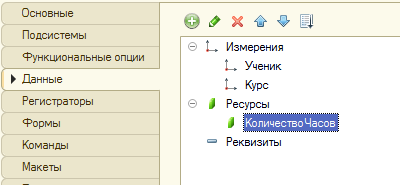 Основные
Подсистемы
Функциональные опции
Данные
Регистраторы
Формы
Команды
Макеты
Измерения
Ученик
Курс
Ресурсы
КоличествоЧасов
Реквизиты